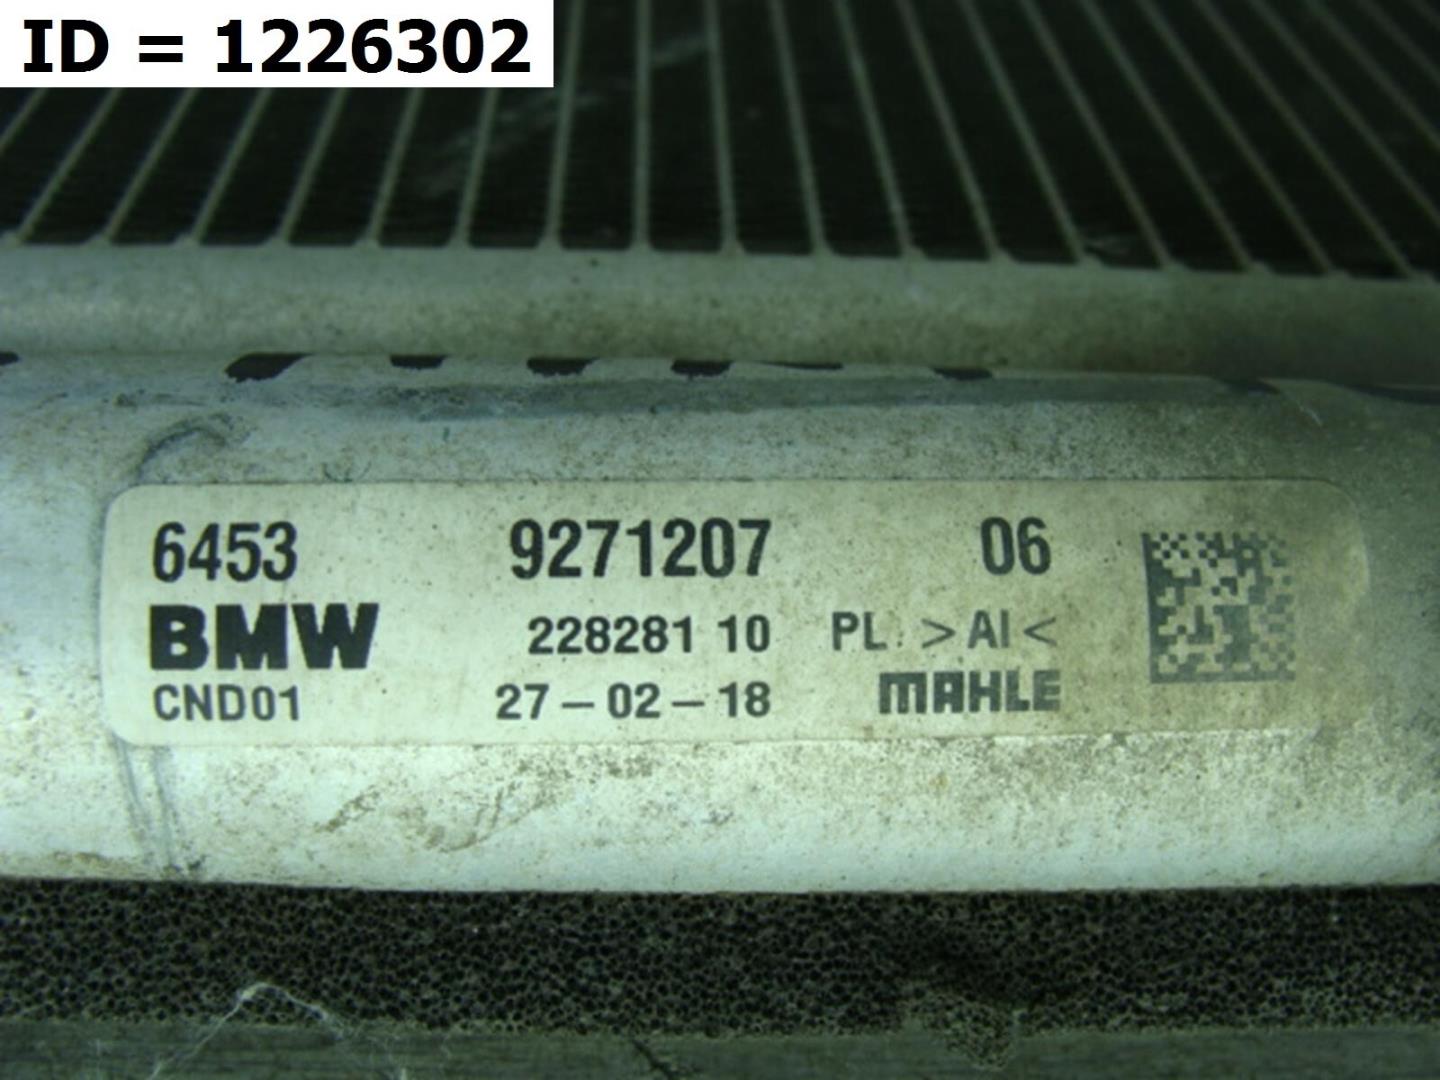 ID = 1226302
6453 9271207 06
BMW 228281 10 PL >Al<
CND01 27-02-18 MAHLE